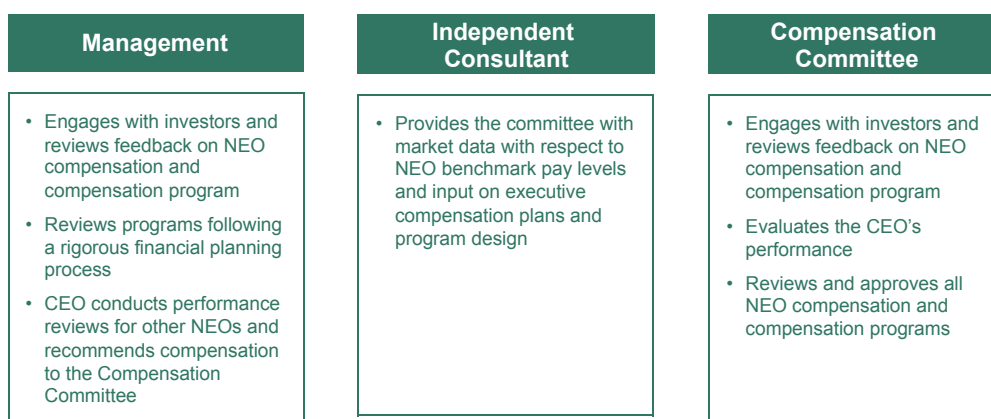 Management
• Engages with investors and
reviews feedback on NEO
compensation and
compensation program
• Reviews programs following
a rigorous financial planning
process
• CEO conducts performance
reviews for other NEOs and
recommends compensation
to the Compensation
Committee
Independent
Consultant
• Provides the committee with
market data with respect to
NEO benchmark pay levels
and input on executive
compensation plans and
program design
Compensation
Committee
• Engages with investors and
reviews feedback on NEO
compensation and
compensation program
• Evaluates the CEO’s
performance
• Reviews and approves all
NEO compensation and
compensation programs